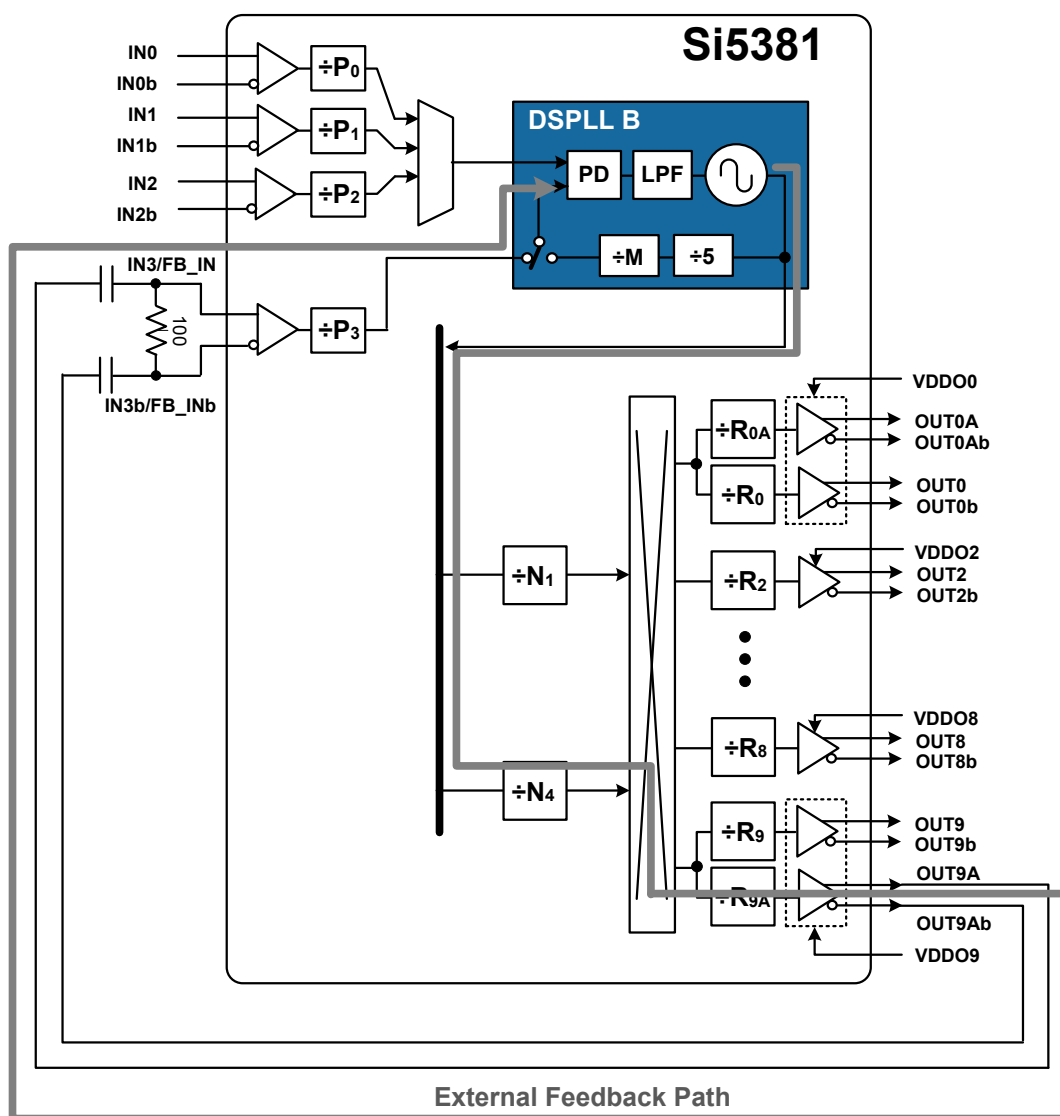 Si5381
IN0
IN0b
÷P0
IN1
IN1b
÷P1
IN2
IN2b
÷P2
DSPLL B
PD
LPF
÷M
÷5
IN3/FB_IN
100
÷P3
IN3b/FB_INb
VDDO0
÷R0A
OUT0A
OUT0Ab
÷R0
OUT0
OUT0b
÷N1
VDDO2
÷R2
OUT2
OUT2b
VDDO8
÷R8
OUT8
OUT8b
÷N4
÷R9
OUT9
OUT9b
OUT9A
÷R9A
OUT9Ab
VDDO9
External Feedback Path